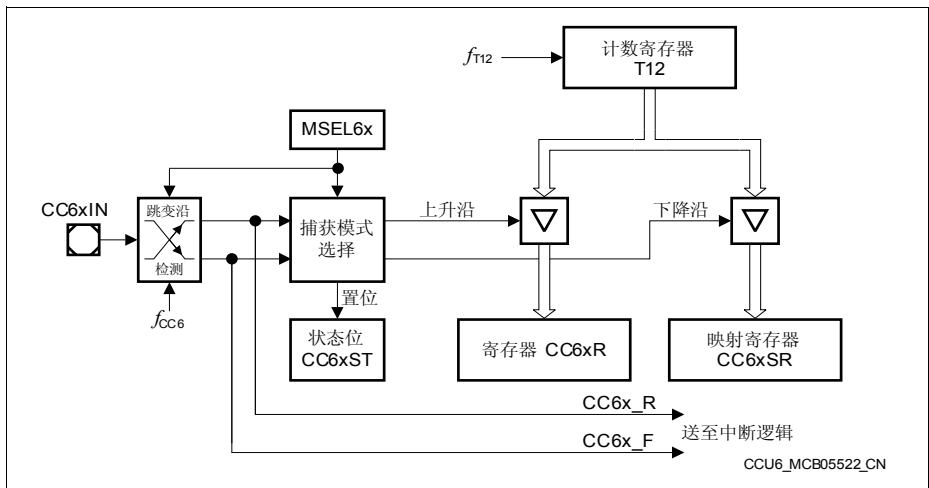 计数寄存器
T12
fT12
MSEL6x
CC6xIN
跳变沿
检测
fCC6
捕获模式
选择
上升沿
下降沿
置位
状态位
CC6xST
寄存器 CC6xR
映射寄存器
CC6xSR
CC6x_R
CC6x_F
送至中断逻辑
CCU6_MCB05522_CN